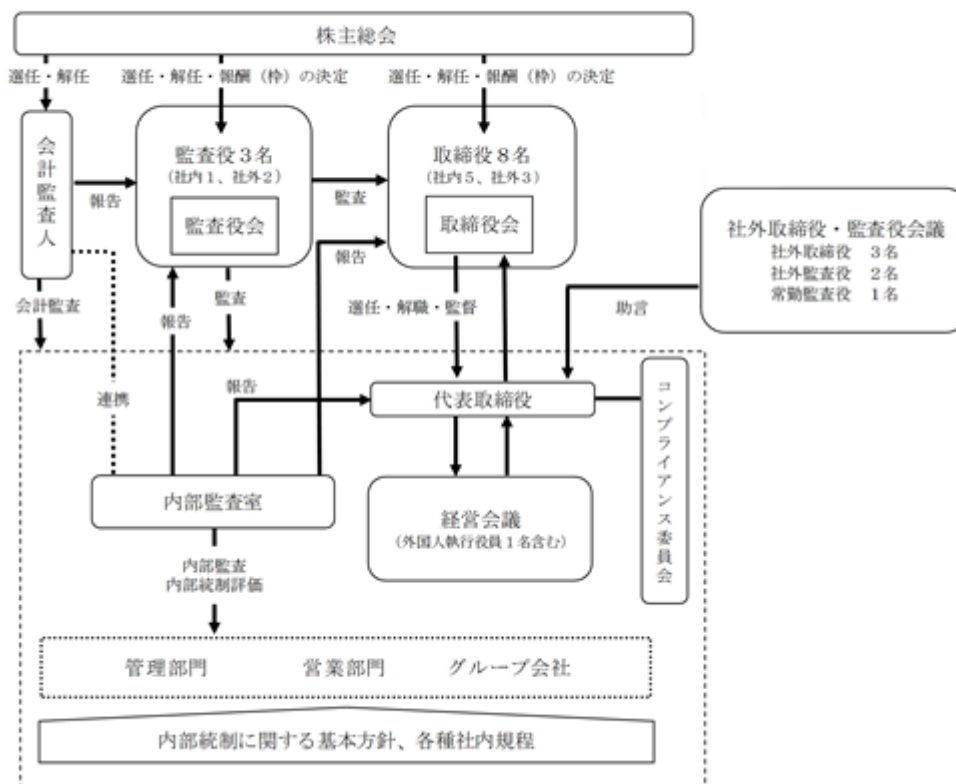 株主総会
選任・解任
選任・解任・報酬（枠）の決定
選任・解任・報酬（枠）の決定
会計監査人
監査役３名
（社内１、社外２）
監査役会
取締役８名
（社内５、社外３）
取締役会
報告
監査
報告
社外取締役・監査役会議
社外取締役　３名
社外監査役　２名
常勤監査役　１名
会計監査
報告
監査
選任・解職・監督
助言
連携
報告
代表取締役
コンプライアンス委員会
内部監査室
経営会議
（外国人執行役員１名含む）
内部監査
内部統制評価
管理部門
営業部門
グループ会社
内部統制に関する基本方針、各種社内規程